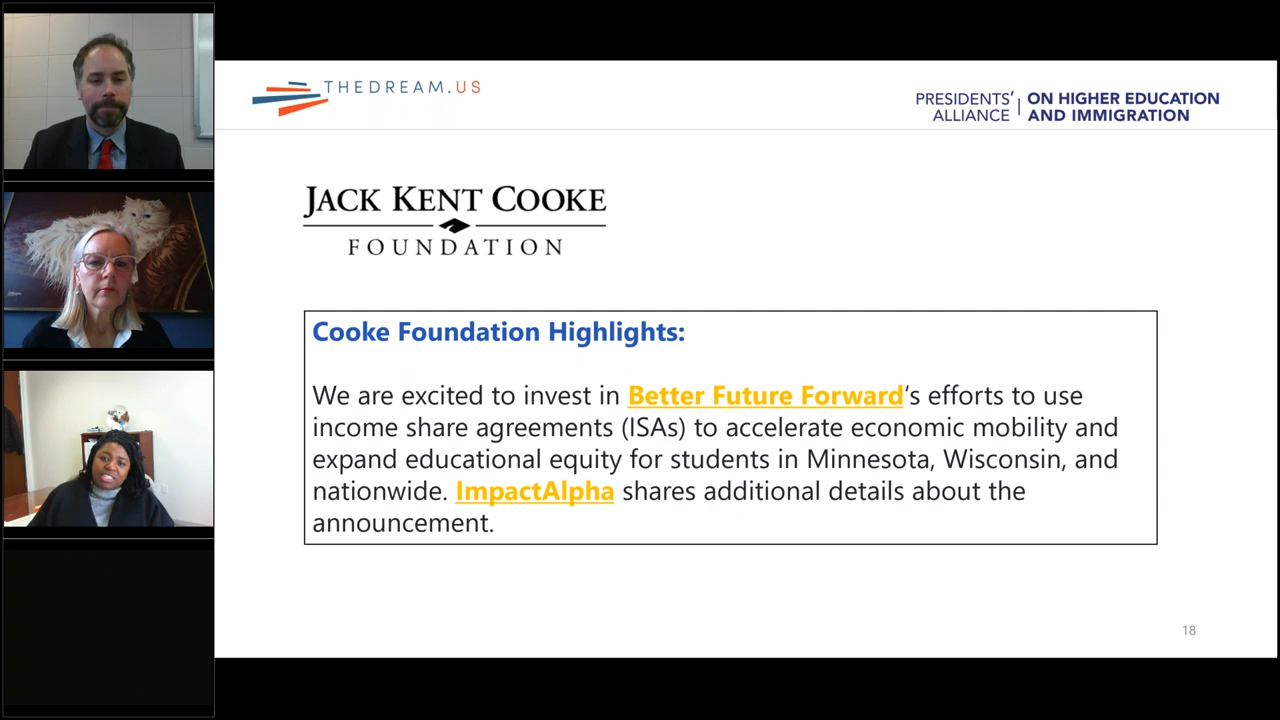 THEDREAM.US
PRESIDENTS' ALLIANCE
ON HIGHER EDUCATION AND IMMIGRATION
JACK KENT COOKE
FOUNDATION
Cooke Foundation Highlights:
We are excited to invest in Better Future Forward‘s efforts to use
income share agreements (ISAs) to accelerate economic mobility and
expand educational equity for students in Minnesota, Wisconsin, and
nationwide. ImpactAlpha shares additional details about the
announcement.
18